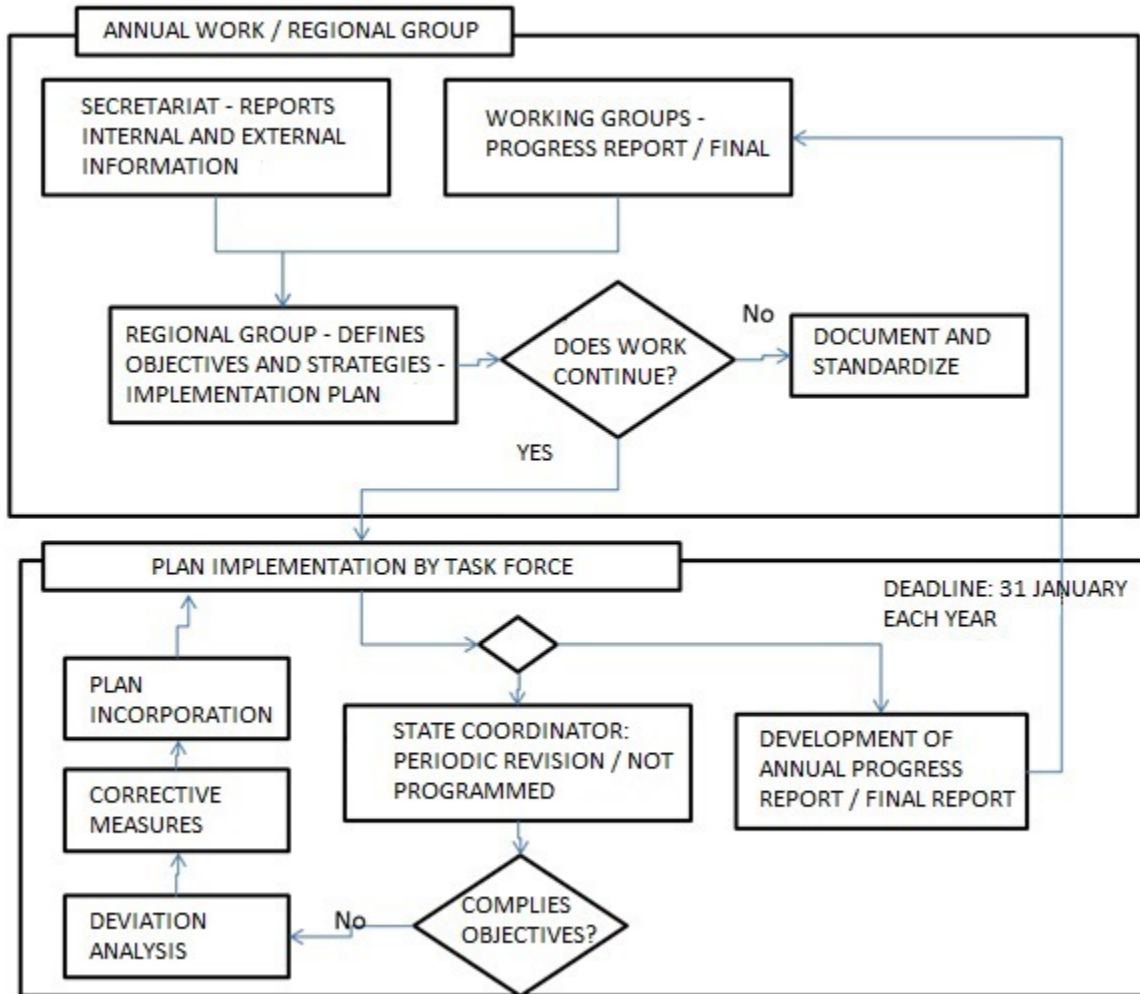 ANNUAL WORK / REGIONAL GROUP
SECRETARIAT - REPORTS
INTERNAL AND EXTERNAL
INFORMATION
WORKING GROUPS -
PROGRESS REPORT / FINAL
REGIONAL GROUP - DEFINES
OBJECTIVES AND STRATEGIES -
IMPLEMENTATION PLAN
DOES WORK
CONTINUE?
No
DOCUMENT AND
STANDARDIZE
YES
PLAN IMPLEMENTATION BY TASK FORCE
DEADLINE: 31 JANUARY
EACH YEAR
PLAN
INCORPORATION
STATE COORDINATOR:
PERIODIC REVISION / NOT
PROGRAMMED
DEVELOPMENT OF
ANNUAL PROGRESS
REPORT / FINAL REPORT
CORRECTIVE
MEASURES
DEVIATION
ANALYSIS
No
COMPLIES
OBJECTIVES?